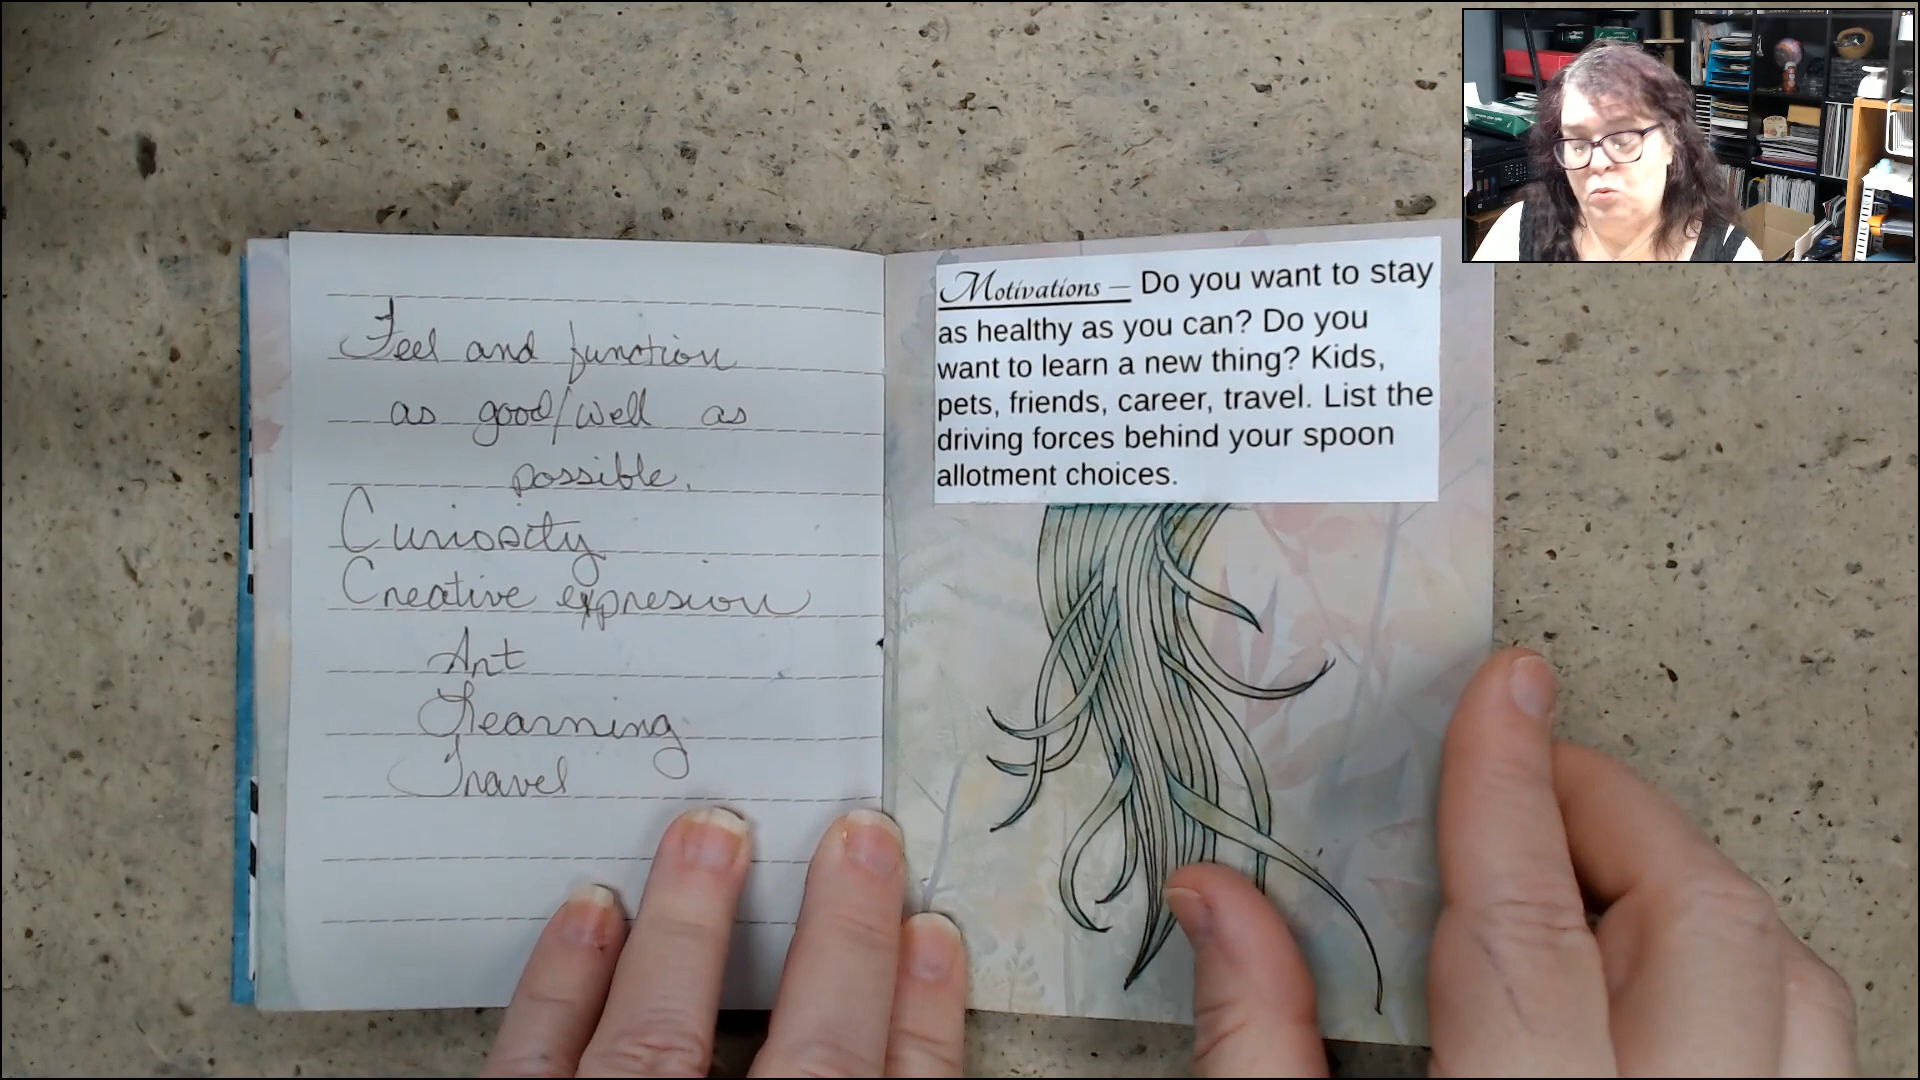 Feel and function
as good/well as
possible.
Curiosity
Creative expresion
Art
Learning
Travel
Motivations — Do you want to stay
as healthy as you can? Do you
want to learn a new thing? Kids,
pets, friends, career, travel. List the
driving forces behind your spoon
allotment choices.